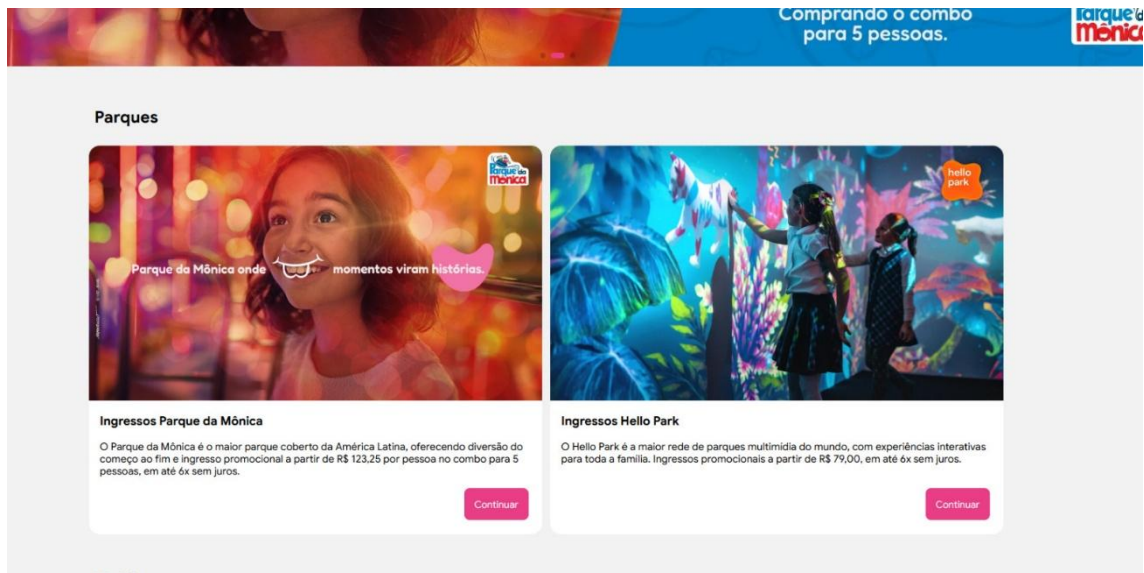 Comprando o combo
para 5 pessoas.
Parque da
Mônica
Parques
Parque da
Mônica
hello
park
Parque da Mônica onde momentos viram histórias.
Ingressos Parque da Mônica
O Parque da Mônica é o maior parque coberto da América Latina, oferecendo diversão do
começo ao fim e ingresso promocional a partir de R$ 123,25 por pessoa no combo para 5
pessoas, em até 6x sem juros.
Continuar
Ingressos Hello Park
O Hello Park é a maior rede de parques multimídia do mundo, com experiências interativas
para toda a família. Ingressos promocionais a partir de R$ 79,00, em até 6x sem juros.
Continuar